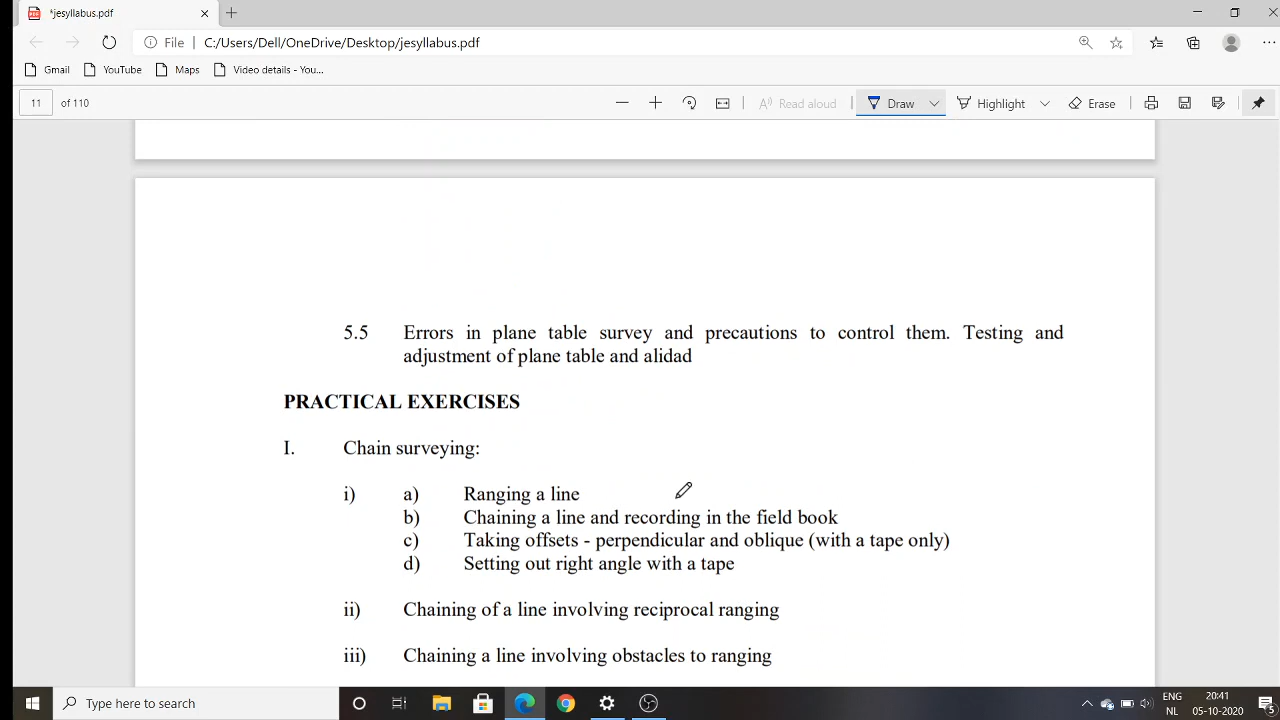 *jesyllabus.pdf
File | C:/Users/Dell/OneDrive/Desktop/jesyllabus.pdf
Gmail YouTube Maps Video details - You...
11 of 110 Read aloud Draw Highlight Erase
5.5 Errors in plane table survey and precautions to control them. Testing and
adjustment of plane table and alidad
PRACTICAL EXERCISES
I. Chain surveying:
i) a) Ranging a line
b) Chaining a line and recording in the field book
c) Taking offsets - perpendicular and oblique (with a tape only)
d) Setting out right angle with a tape
ii) Chaining of a line involving reciprocal ranging
iii) Chaining a line involving obstacles to ranging
Type here to search
ENG 20:41
NL 05-10-2020 5